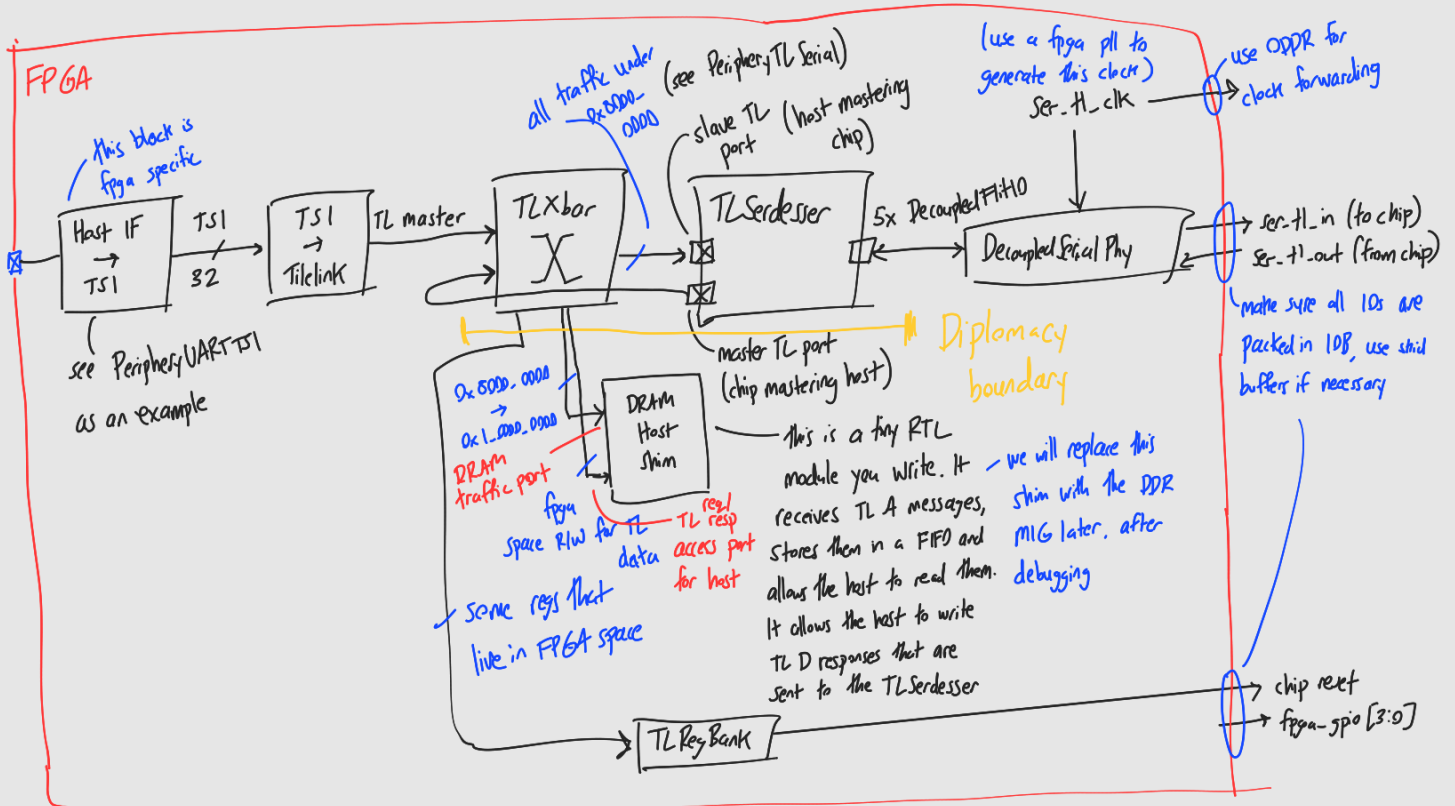 FPGA
this block is
fpga specific
Host IF
→
TSI
TSI
32
TSI
→
Tilelink
TL master
see PeripheryUARTTSI
as an example
all traffic under
0x8000_
0000
(see PeripheryTLSerial)
slave TL (host mastering
port chip)
TLXbar
TLSerdesser
5x DecoupledFlitIO
DecoupledSerialPhy
(use a fpga pll to
generate this clock)
ser_tl_clk
use ODDR for
clock forwarding
ser_tl_in (to chip)
ser_tl_out (from chip)
make sure all IOs are
packed in IOB, use skid
buffers if necessary
Diplomacy
boundary
master TL port
(chip mastering host)
0x8000_0000
→
0x1_0000_0000
DRAM
traffic port
DRAM
Host
Shim
fpga
space R/W for TL
data
TL req/
resp
access port
for host
this is a tiny RTL
module you write. It
receives TL A messages,
stores them in a FIFO and
allows the host to read them.
It allows the host to write
TL D responses that are
sent to the TLSerdesser
we will replace this
shim with the DDR
MIG later, after
debugging
some regs that
live in FPGA space
TLRegBank
chip reset
fpga_gpio [3:0]